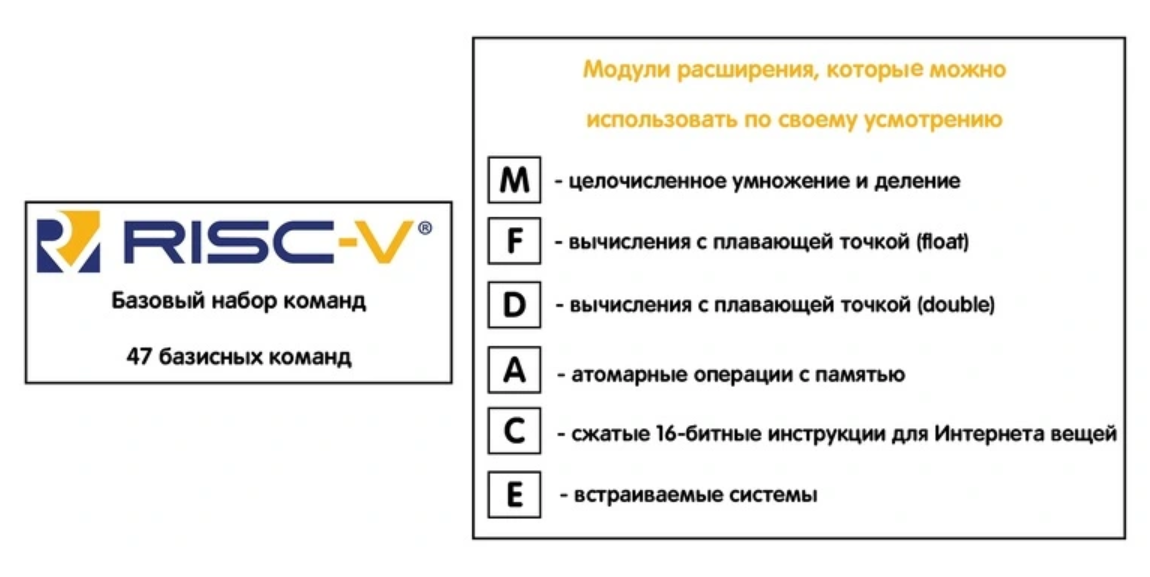 RISC-V®
Базовый набор команд
47 базисных команд
Модули расширения, которые можно
использовать по своему усмотрению
M - целочисленное умножение и деление
F - вычисления с плавающей точкой (float)
D - вычисления с плавающей точкой (double)
A - атомарные операции с памятью
C - сжатые 16-битные инструкции для Интернета вещей
E - встраиваемые системы